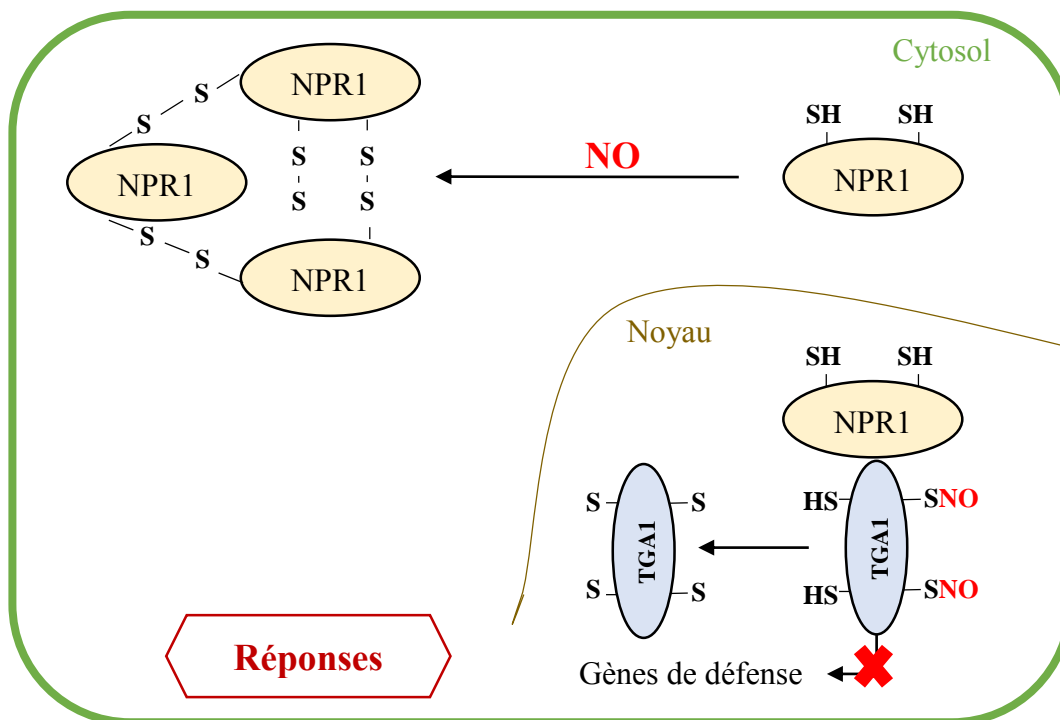 Cytosol
NPR1
S
S
SH SH
NPR1
NO
NPR1
S S
S S
S
S
NPR1
Noyau
SH SH
NPR1
S S
HS SNO
TGA1
TGA1
S S
HS SNO
Réponses
Gènes de défense